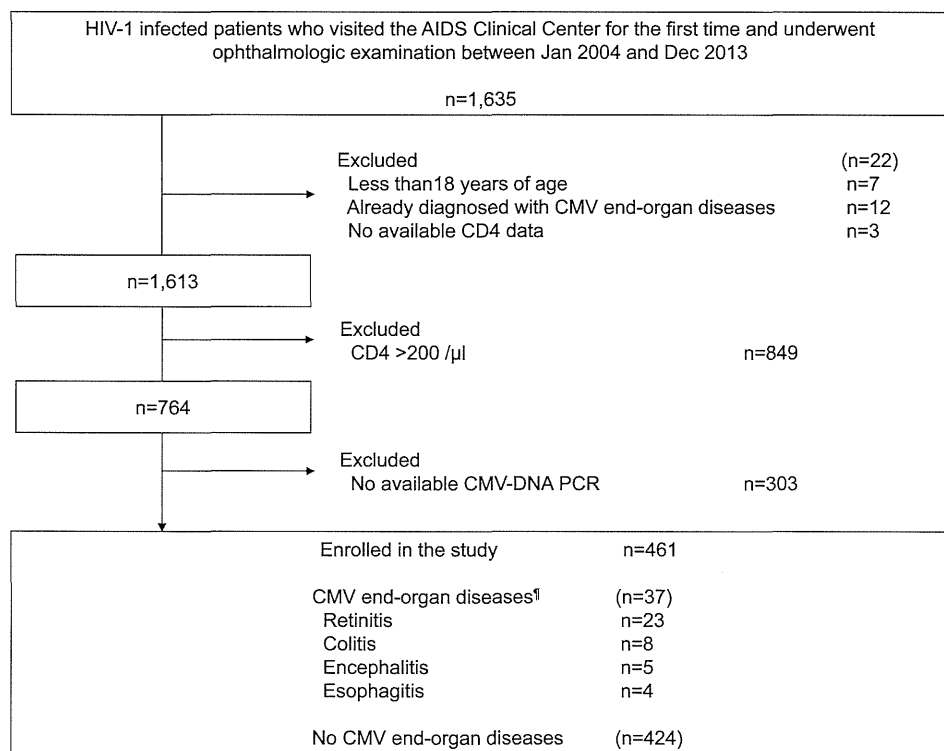 HIV-1 infected patients who visited the AIDS Clinical Center for the first time and underwent
ophthalmologic examination between Jan 2004 and Dec 2013
n=1,635
Excluded (n=22)
Less than18 years of age n=7
Already diagnosed with CMV end-organ diseases n=12
No available CD4 data n=3
n=1,613
Excluded
CD4 >200 /µl n=849
n=764
Excluded
No available CMV-DNA PCR n=303
Enrolled in the study n=461
CMV end-organ diseases¶ (n=37)
Retinitis n=23
Colitis n=8
Encephalitis n=5
Esophagitis n=4
No CMV end-organ diseases (n=424)